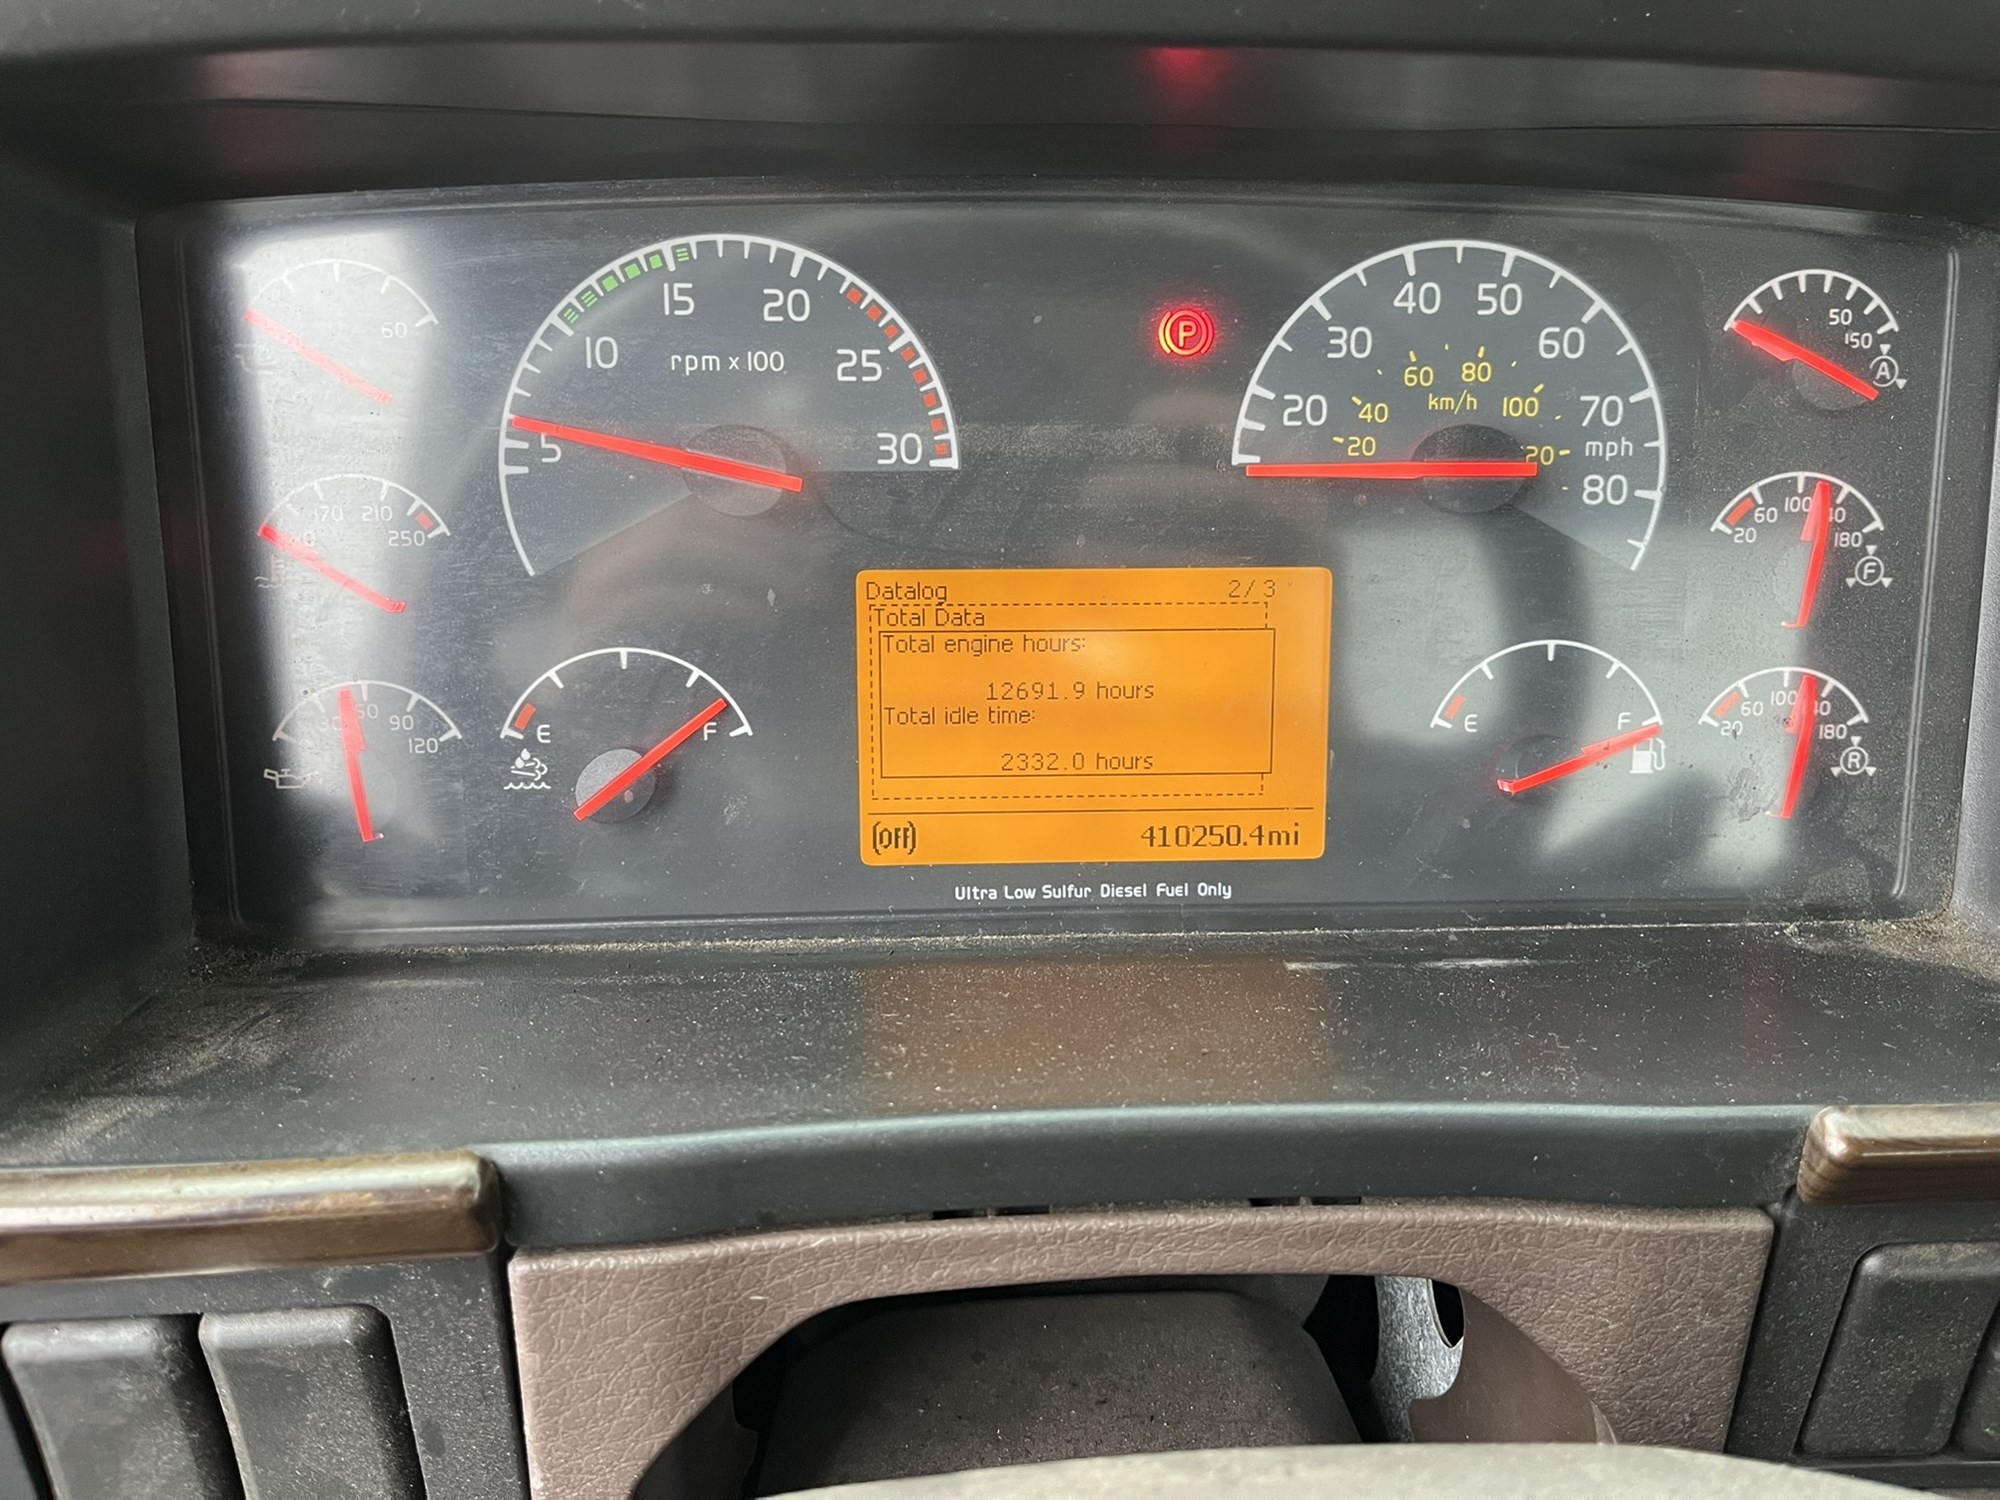 60
170 210
250
30 60 90
120
5 10 15 20 25 30
rpm x 100
E F
P
20 30 40 50 60 70 80
mph
20 40 60 80 100
km/h
Datalog 2/3
Total Data
Total engine hours:
12691.9 hours
Total idle time:
2332.0 hours
(OFF) 410250.4mi
Ultra Low Sulfur Diesel Fuel Only
E F
50
150
A
20 60 100 180
F
20 60 100 180
R